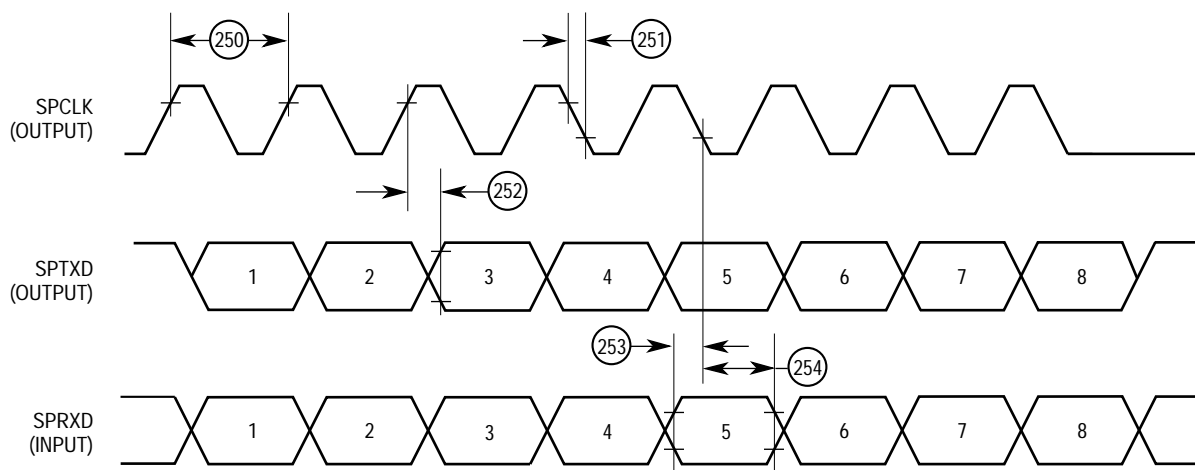 250
251
SPCLK
(OUTPUT)
252
SPTXD
(OUTPUT)
1 2 3 4 5 6 7 8
253
254
SPRXD
(INPUT)
1 2 3 4 5 6 7 8